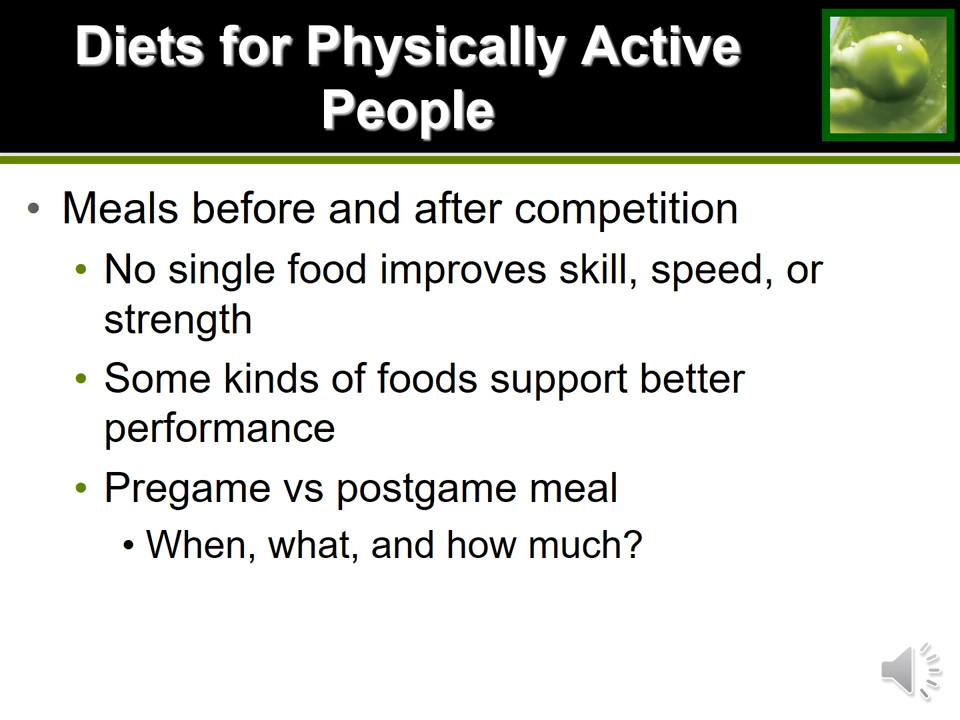 Diets for Physically Active
People
• Meals before and after competition
• No single food improves skill, speed, or
strength
• Some kinds of foods support better
performance
• Pregame vs postgame meal
• When, what, and how much?